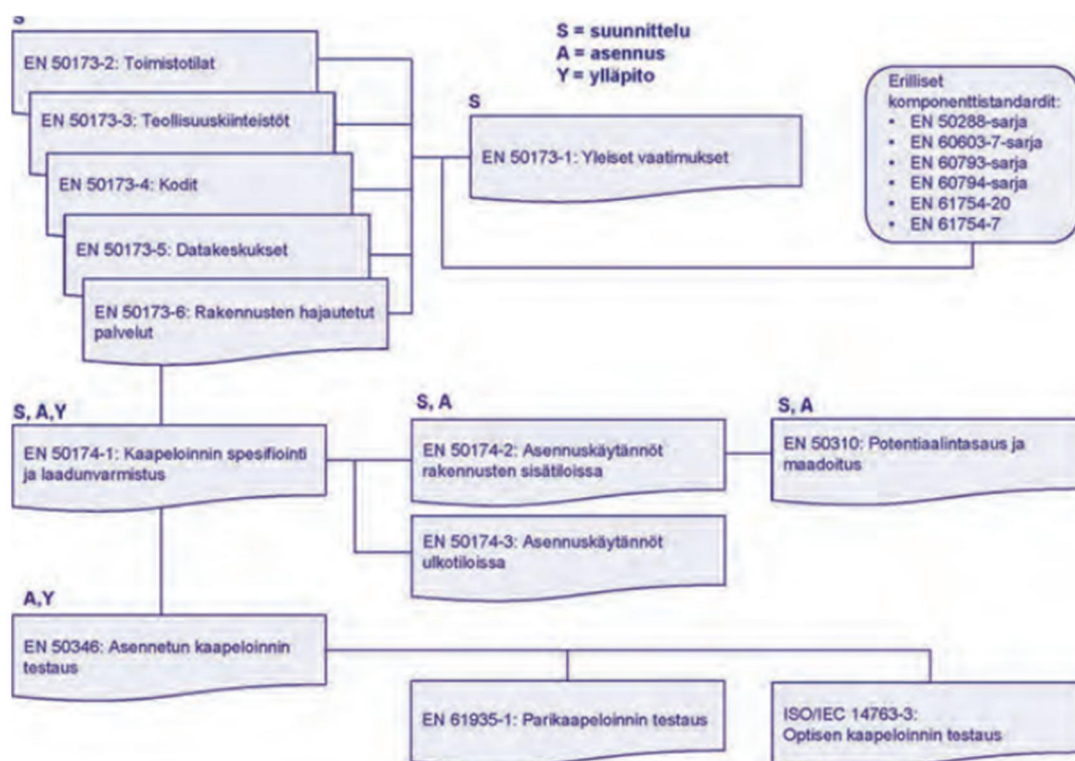 S
EN 50173-2: Toimistotilat
EN 50173-3: Teollisuuskiinteistöt
EN 50173-4: Kodit
EN 50173-5: Datakeskukset
EN 50173-6: Rakennusten hajautetut
palvelut
S = suunnittelu
A = asennus
Y = ylläpito
S
EN 50173-1: Yleiset vaatimukset
Erilliset
komponenttistandardit:
• EN 50288-sarja
• EN 60603-7-sarja
• EN 60793-sarja
• EN 60794-sarja
• EN 61754-20
• EN 61754-7
S, A,Y
EN 50174-1: Kaapeloinnin spesifiointi
ja laadunvarmistus
S, A
EN 50174-2: Asennuskäytännöt
rakennusten sisätiloissa
S, A
EN 50310: Potentiaalintasaus ja
maadoitus
EN 50174-3: Asennuskäytännöt
ulkotiloissa
A,Y
EN 50346: Asennetun kaapeloinnin
testaus
EN 61935-1: Parikaapeloinnin testaus
ISO/IEC 14763-3:
Optisen kaapeloinnin testaus